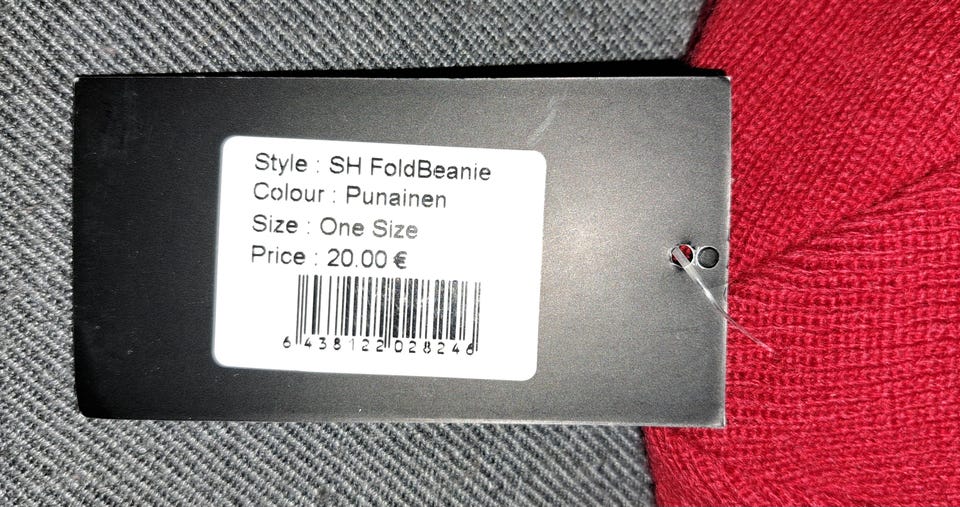 Style : SH FoldBeanie
Colour : Punainen
Size : One Size
Price : 20.00 €
6 438122 028246